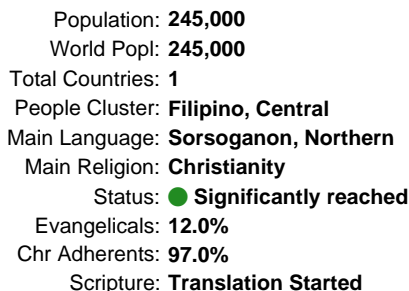 Population: 245,000
World Popl: 245,000
Total Countries: 1
People Cluster: Filipino, Central
Main Language: Sorsoganon, Northern
Main Religion: Christianity
Status: Significantly reached
Evangelicals: 12.0%
Chr Adherents: 97.0%
Scripture: Translation Started